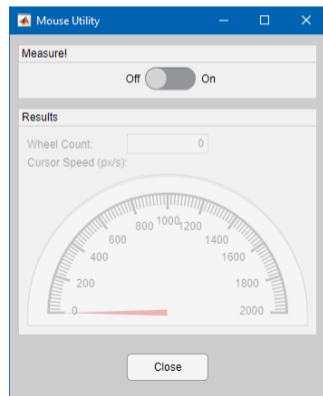 Mouse Utility
Measure!
Off On
Results
Wheel Count: 0
Cursor Speed (px/s):
0
200
400
600
800
1000
1200
1400
1600
1800
2000
Close